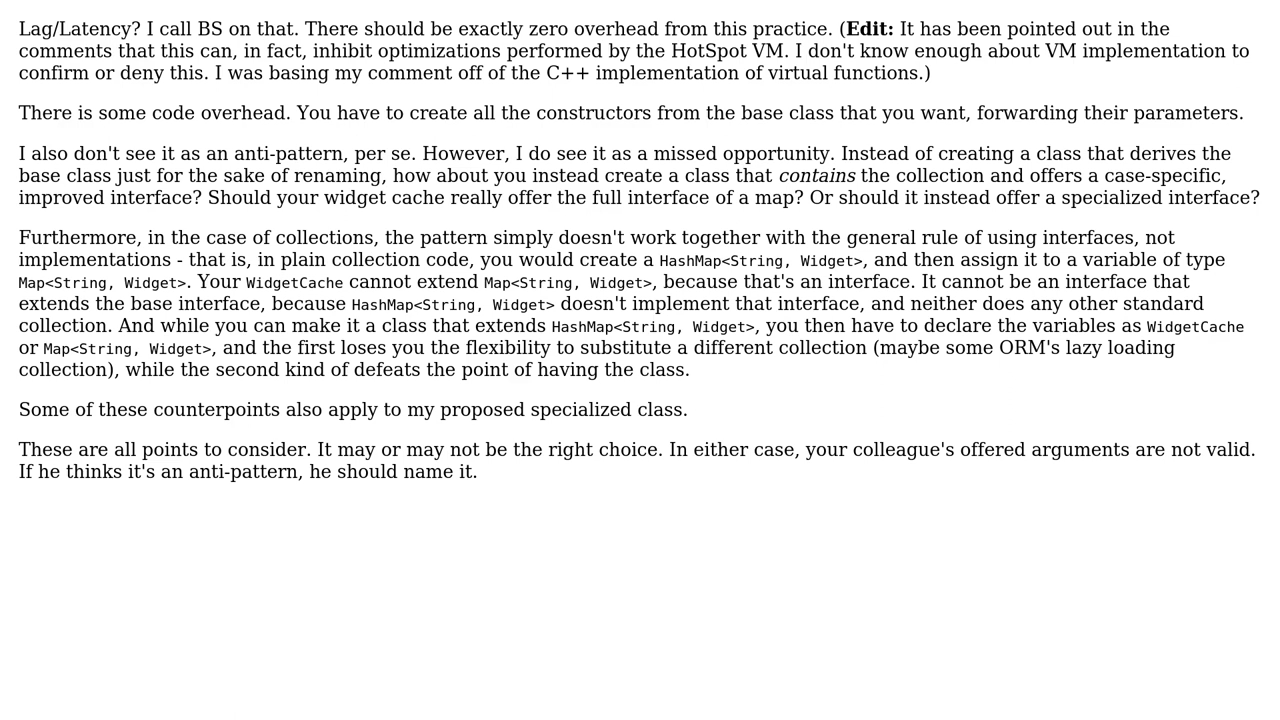 Lag/Latency? I call BS on that. There should be exactly zero overhead from this practice. (Edit: It has been pointed out in the
comments that this can, in fact, inhibit optimizations performed by the HotSpot VM. I don't know enough about VM implementation to
confirm or deny this. I was basing my comment off of the C++ implementation of virtual functions.)
There is some code overhead. You have to create all the constructors from the base class that you want, forwarding their parameters.
I also don't see it as an anti-pattern, per se. However, I do see it as a missed opportunity. Instead of creating a class that derives the
base class just for the sake of renaming, how about you instead create a class that contains the collection and offers a case-specific,
improved interface? Should your widget cache really offer the full interface of a map? Or should it instead offer a specialized interface?
Furthermore, in the case of collections, the pattern simply doesn't work together with the general rule of using interfaces, not
implementations - that is, in plain collection code, you would create a HashMap<String, Widget>, and then assign it to a variable of type
Map<String, Widget>. Your WidgetCache cannot extend Map<String, Widget>, because that's an interface. It cannot be an interface that
extends the base interface, because HashMap<String, Widget> doesn't implement that interface, and neither does any other standard
collection. And while you can make it a class that extends HashMap<String, Widget>, you then have to declare the variables as WidgetCache
or Map<String, Widget>, and the first loses you the flexibility to substitute a different collection (maybe some ORM's lazy loading
collection), while the second kind of defeats the point of having the class.
Some of these counterpoints also apply to my proposed specialized class.
These are all points to consider. It may or may not be the right choice. In either case, your colleague's offered arguments are not valid.
If he thinks it's an anti-pattern, he should name it.